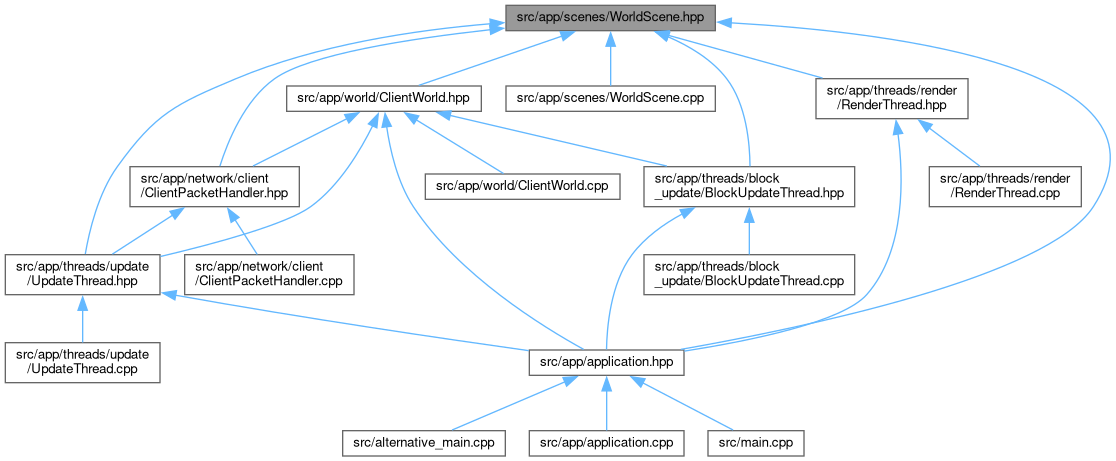 src/app/scenes/WorldScene.hpp
src/app/world/ClientWorld.hpp
src/app/scenes/WorldScene.cpp
src/app/threads/render
/RenderThread.hpp
src/app/network/client
/ClientPacketHandler.hpp
src/app/world/ClientWorld.cpp
src/app/threads/block
_update/BlockUpdateThread.hpp
src/app/threads/render
/RenderThread.cpp
src/app/threads/update
/UpdateThread.hpp
src/app/network/client
/ClientPacketHandler.cpp
src/app/threads/block
_update/BlockUpdateThread.cpp
src/app/threads/update
/UpdateThread.cpp
src/app/application.hpp
src/alternative_main.cpp
src/app/application.cpp
src/main.cpp